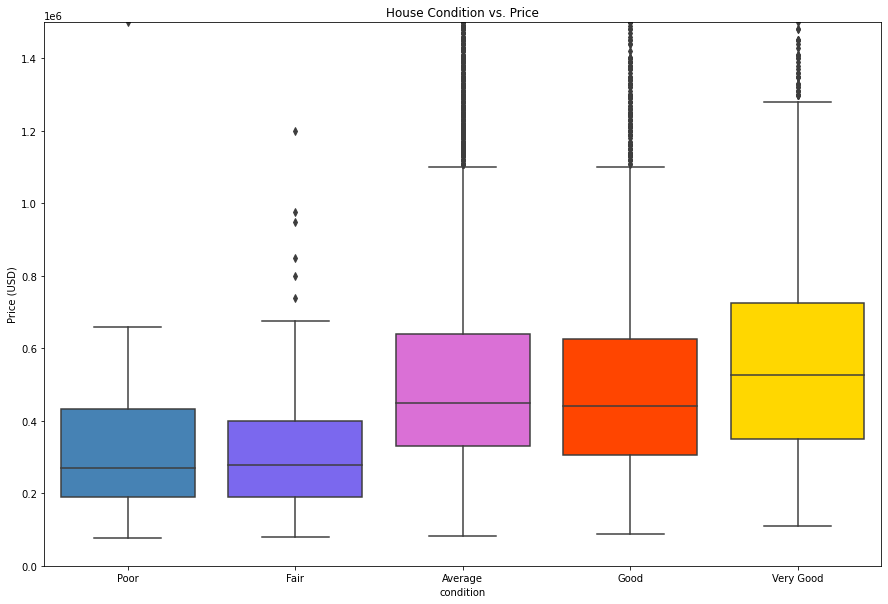 House Condition vs. Price
1e6
1.4
1.2
1.0
0.8
0.6
0.4
0.2
0.0
Price (USD)
Poor Fair Average Good Very Good
condition